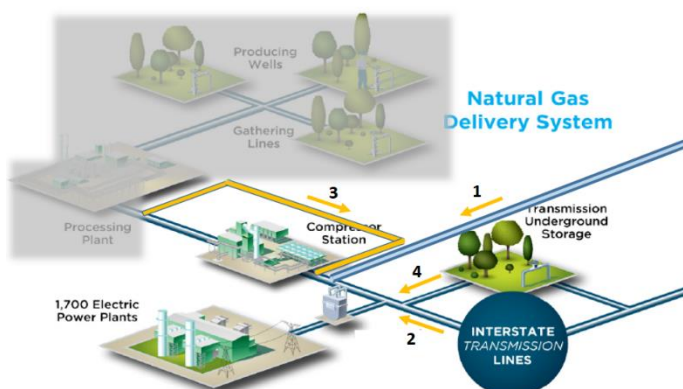 Producing
Wells
Gathering
Lines
Natural Gas
Delivery System
Processing
Plant
3
1
Compressor
Station
Transmission
Underground
Storage
4
1,700 Electric
Power Plants
2
INTERSTATE
TRANSMISSION
LINES